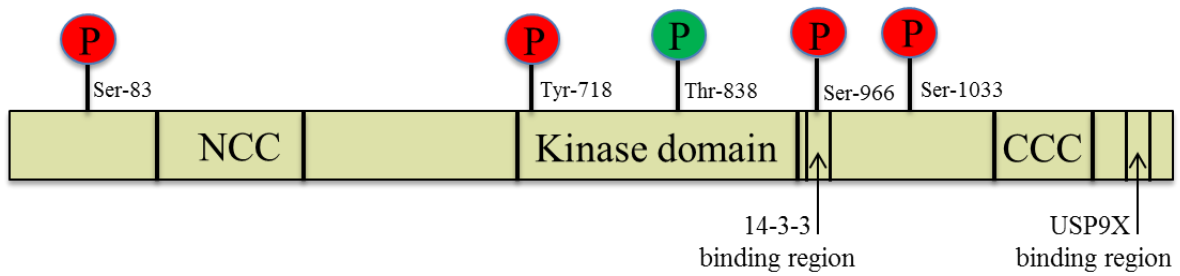 P P P P P
Ser-83 Tyr-718 Thr-838 Ser-966 Ser-1033
NCC Kinase domain CCC
14-3-3 USP9X
binding region binding region